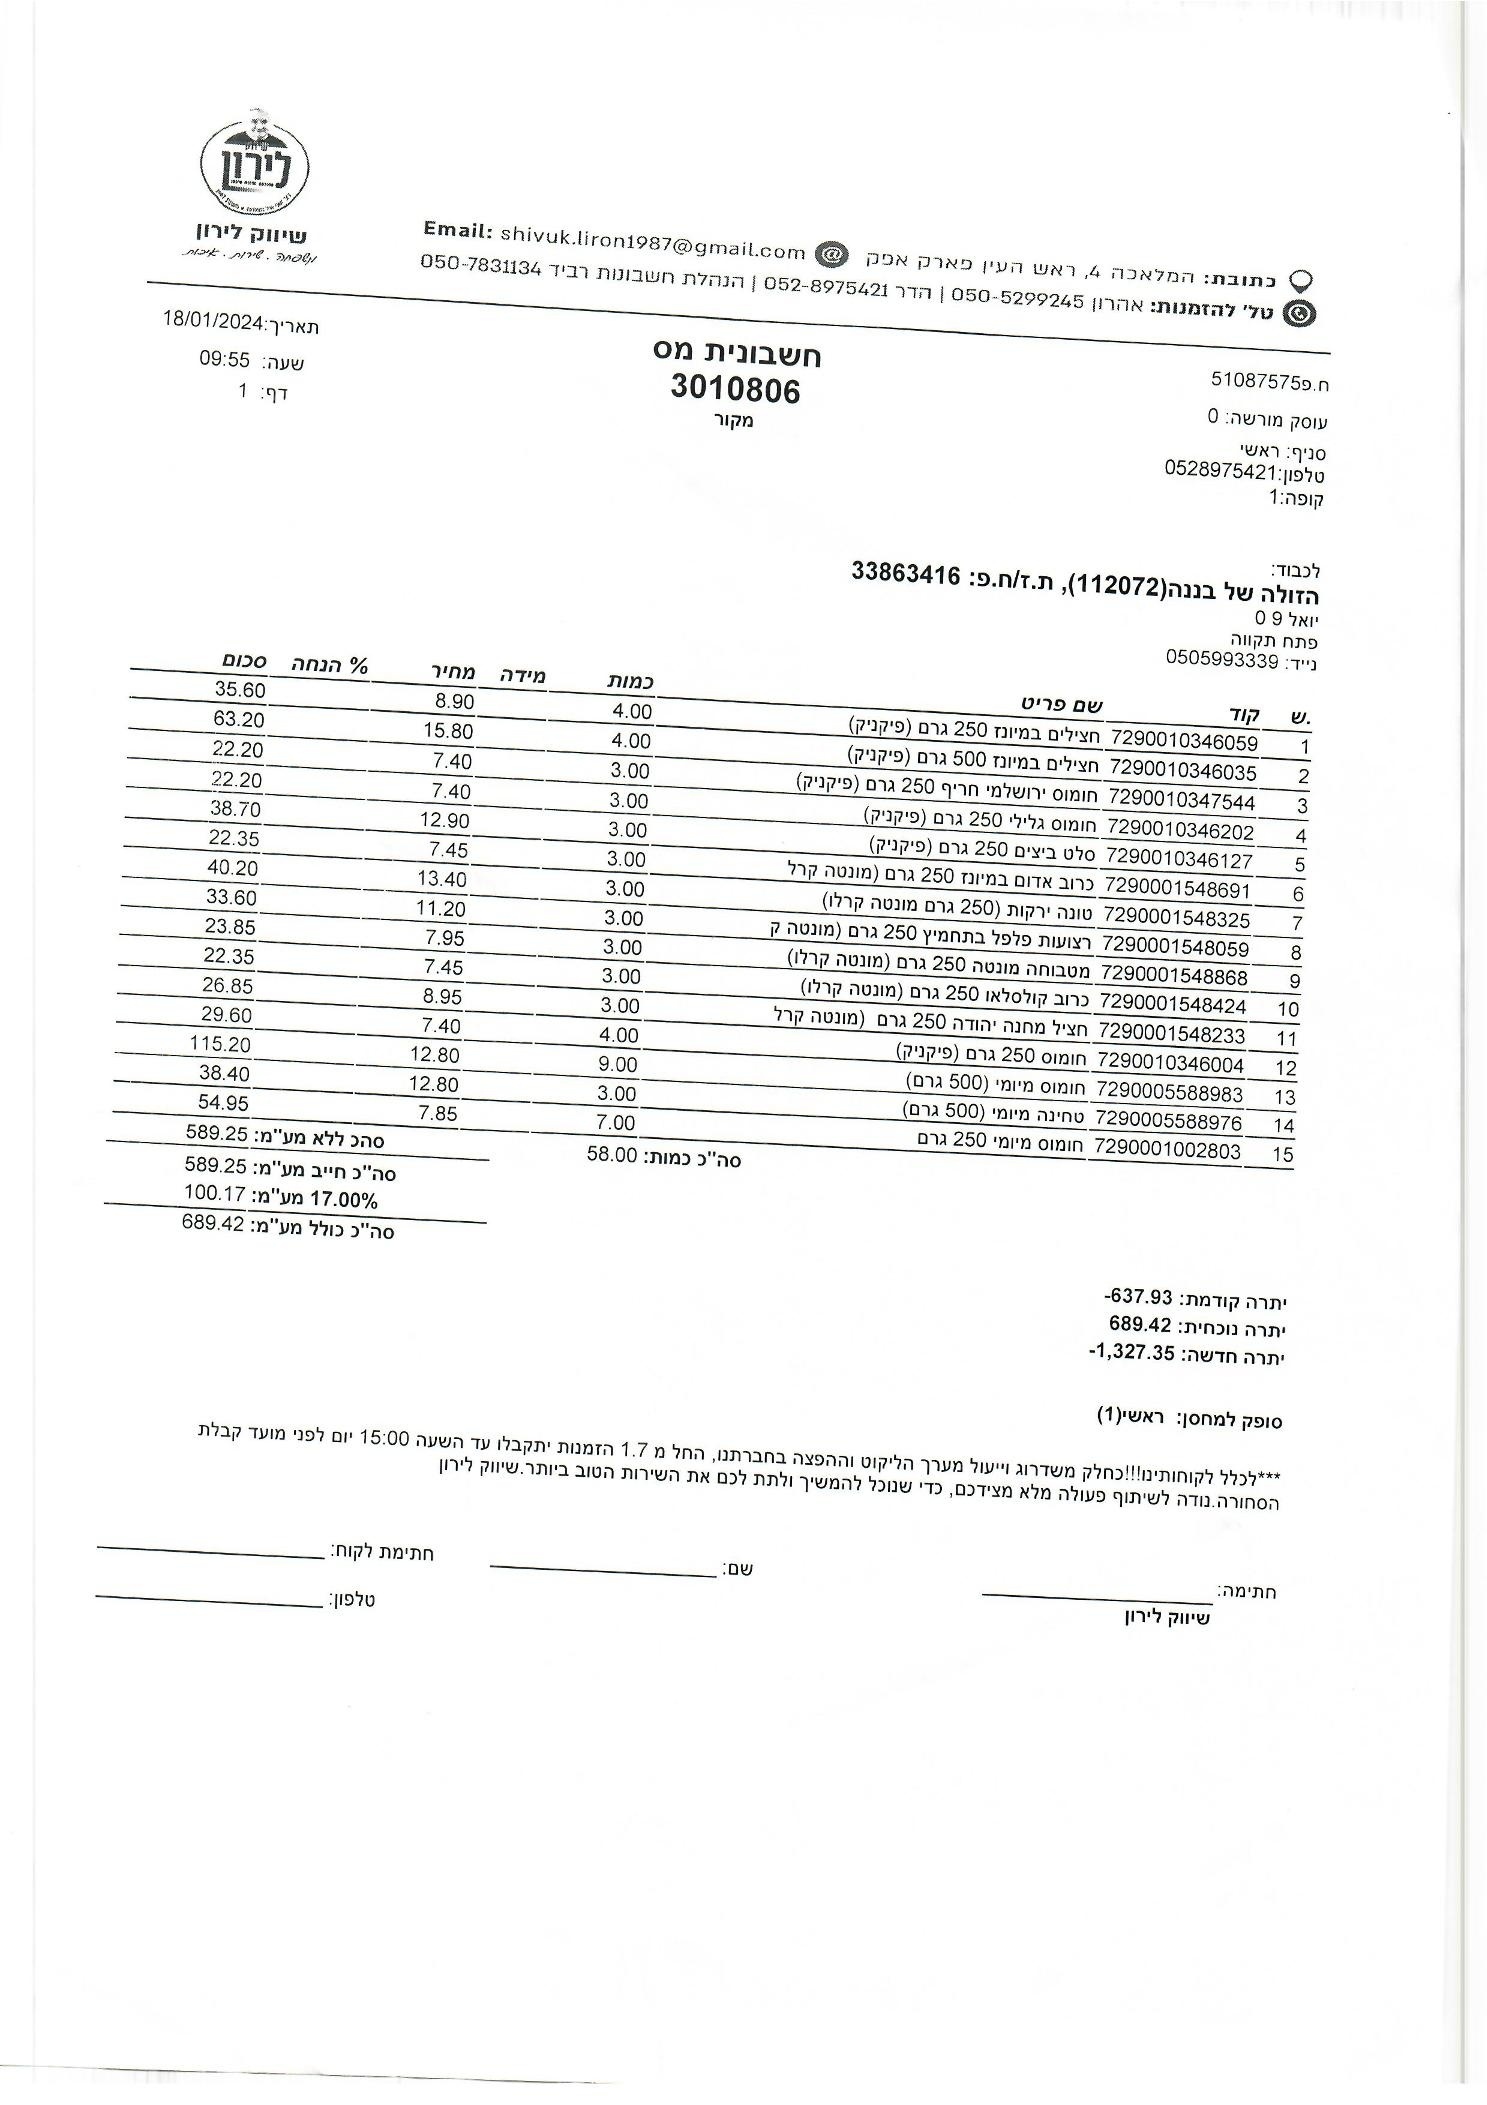 שיווק
לירון
שיווק לירון
משפחה . שירות . איכות
כתובת: המלאכה 4, ראש העין פארק אפק Email: shivuk.liron1987@gmail.com
טל' להזמנות: אהרון 050-5299245 | הדר 052-8975421 | הנהלת חשבונות רביד 050-7831134
תאריך:18/01/2024
שעה: 09:55
דף: 1
חשבונית מס
3010806
מקור
ח.פ51087575
עוסק מורשה: 0
סניף: ראשי
טלפון:0528975421
קופה:1
לכבוד:
הזולה של בננה(112072), ת.ז/ח.פ: 33863416
יואל 9 0
פתח תקווה
נייד: 0505993339
ש. קוד שם פריט כמות מידה מחיר % הנחה סכום
1 7290010346059 חצילים במיונז 250 גרם (פיקניק) 4.00 8.90 35.60
2 7290010346035 חצילים במיונז 500 גרם (פיקניק) 4.00 15.80 63.20
3 7290010347544 חומוס ירושלמי חריף 250 גרם (פיקניק) 3.00 7.40 22.20
4 7290010346202 חומוס גלילי 250 גרם (פיקניק) 3.00 7.40 22.20
5 7290010346127 סלט ביצים 250 גרם (פיקניק) 3.00 12.90 38.70
6 7290001548691 כרוב אדום במיונז 250 גרם (מונטה קרל 3.00 7.45 22.35
7 7290001548325 טונה ירקות (250 גרם מונטה קרלו) 3.00 13.40 40.20
8 7290001548059 רצועות פלפל בתחמיץ 250 גרם (מונטה ק 3.00 11.20 33.60
9 7290001548868 מטבוחה מונטה 250 גרם (מונטה קרלו) 3.00 7.95 23.85
10 7290001548424 כרוב קולסלאו 250 גרם (מונטה קרלו) 3.00 7.45 22.35
11 7290001548233 חציל מחנה יהודה 250 גרם (מונטה קרל 3.00 8.95 26.85
12 7290010346004 חומוס 250 גרם (פיקניק) 4.00 7.40 29.60
13 7290005588983 חומוס מיומי (500 גרם) 9.00 12.80 115.20
14 7290005588976 טחינה מיומי (500 גרם) 3.00 12.80 38.40
15 7290001002803 חומוס מיומי 250 גרם 7.00 7.85 54.95
סה"כ כמות: 58.00 סהכ ללא מע"מ: 589.25
סה"כ חייב מע"מ: 589.25
17.00% מע"מ: 100.17
סה"כ כולל מע"מ: 689.42
יתרה קודמת: 637.93-
יתרה נוכחית: 689.42
יתרה חדשה: 1,327.35-
סופק למחסן: ראשי(1)
***לכלל לקוחותינו!!!כחלק משדרוג וייעול מערך הליקוט וההפצה בחברתנו, החל מ 1.7 הזמנות יתקבלו עד השעה 15:00 יום לפני מועד קבלת
הסחורה.נודה לשיתוף פעולה מלא מצידכם, כדי שנוכל להמשיך ולתת לכם את השירות הטוב ביותר.שיווק לירון
חתימה: שם: חתימת לקוח:
שיווק לירון טלפון: